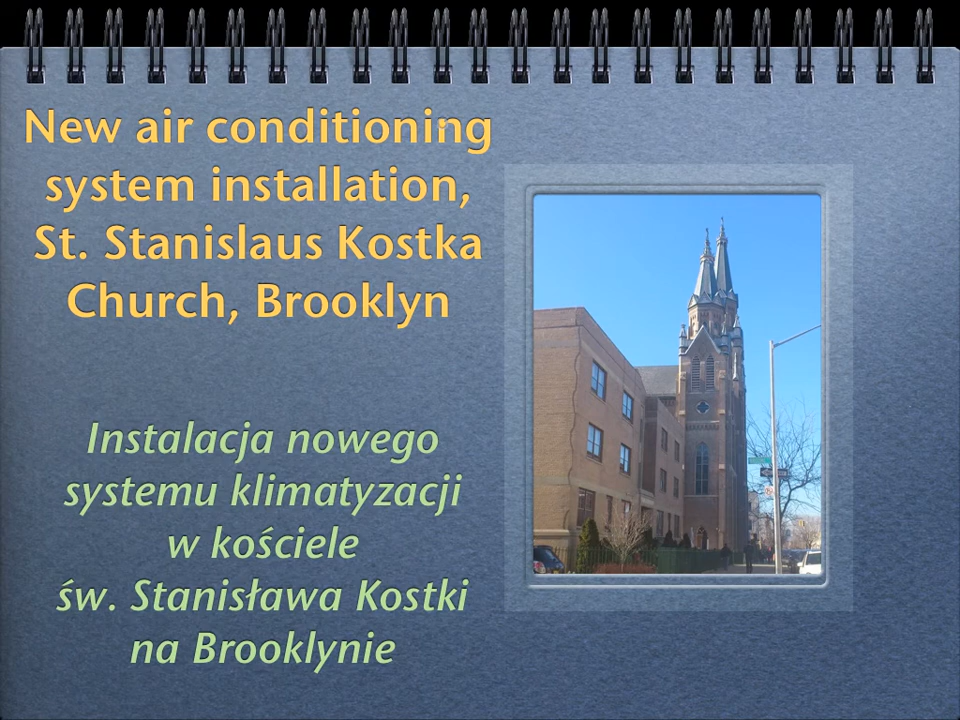 New air conditioning
system installation,
St. Stanislaus Kostka
Church, Brooklyn
Instalacja nowego
systemu klimatyzacji
w kościele
św. Stanisława Kostki
na Brooklynie